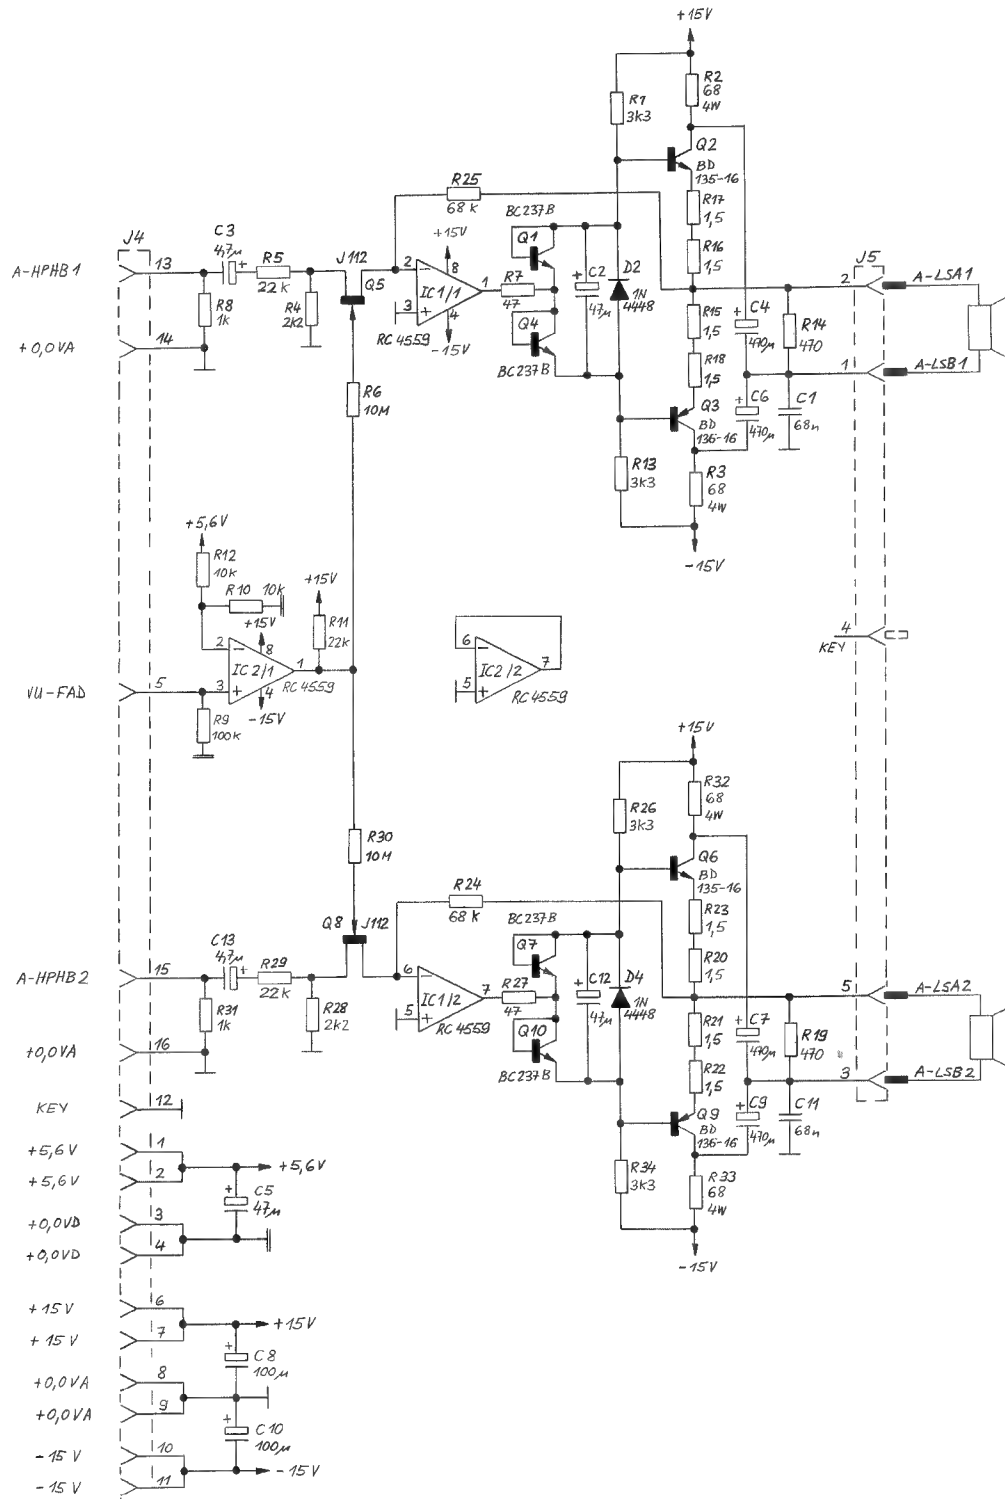 +15V
R2
68
4W
R1
3k3
Q2
BD
135-16
R25
68 k
R17
1,5
BC237B
J4
C3
4,7µ
+15V
Q1
R16
1,5
J5
A-HPHB1
13
R5
22 k
J112
Q5
2
8
1
R7
47
C2
47µ
D2
1N
4448
2
A-LSA1
R8
1k
R4
2k2
IC1/1
3
4
Q4
R15
1,5
C4
470µ
R14
470
+0,0VA
14
RC 4559
-15V
BC237B
R18
1,5
1
A-LSB1
R6
10M
Q3
BD
136-16
C6
470µ
C1
68n
R13
3k3
R3
68
4W
+5,6V
-15V
R12
10k
R10
10k
+15V
+15V
R11
22k
2
8
IC2/1
1
6
7
IC2/2
5
RC 4559
4
KEY
VU-FAD
5
3
4
RC 4559
R9
100k
-15V
+15V
R32
68
4W
R26
3k3
R30
10M
Q6
BD
135-16
R24
68 k
R23
1,5
Q8
J112
BC237B
C13
4,7µ
Q7
R20
1,5
A-HPHB2
15
R29
22k
6
7
R27
47
C12
47µ
D4
1N
4448
5
A-LSA2
R31
1k
R28
2k2
IC1/2
5
RC 4559
Q10
R21
1,5
C7
470µ
R19
470
+0,0VA
16
BC237B
R22
1,5
3
A-LSB2
KEY
12
Q9
BD
136-16
C9
470µ
C11
68n
+5,6V
1
+5,6V
+5,6V
2
C5
47µ
R34
3k3
R33
68
4W
+0,0VD
3
+0,0VD
4
-15V
+15V
6
+15V
+15V
7
C8
100µ
+0,0VA
8
+0,0VA
9
C10
100µ
-15V
10
-15V
-15V
11